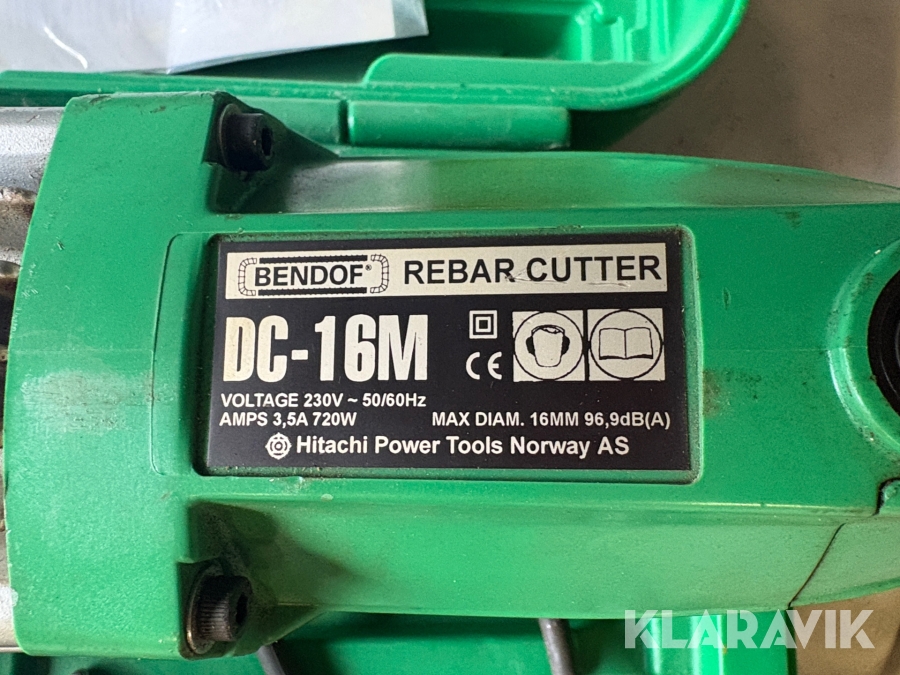 BENDOF® REBAR CUTTER
DC-16M
CE
VOLTAGE 230V ~ 50/60Hz
AMPS 3,5A 720W MAX DIAM. 16MM 96,9dB(A)
Hitachi Power Tools Norway AS
KLARAVIK